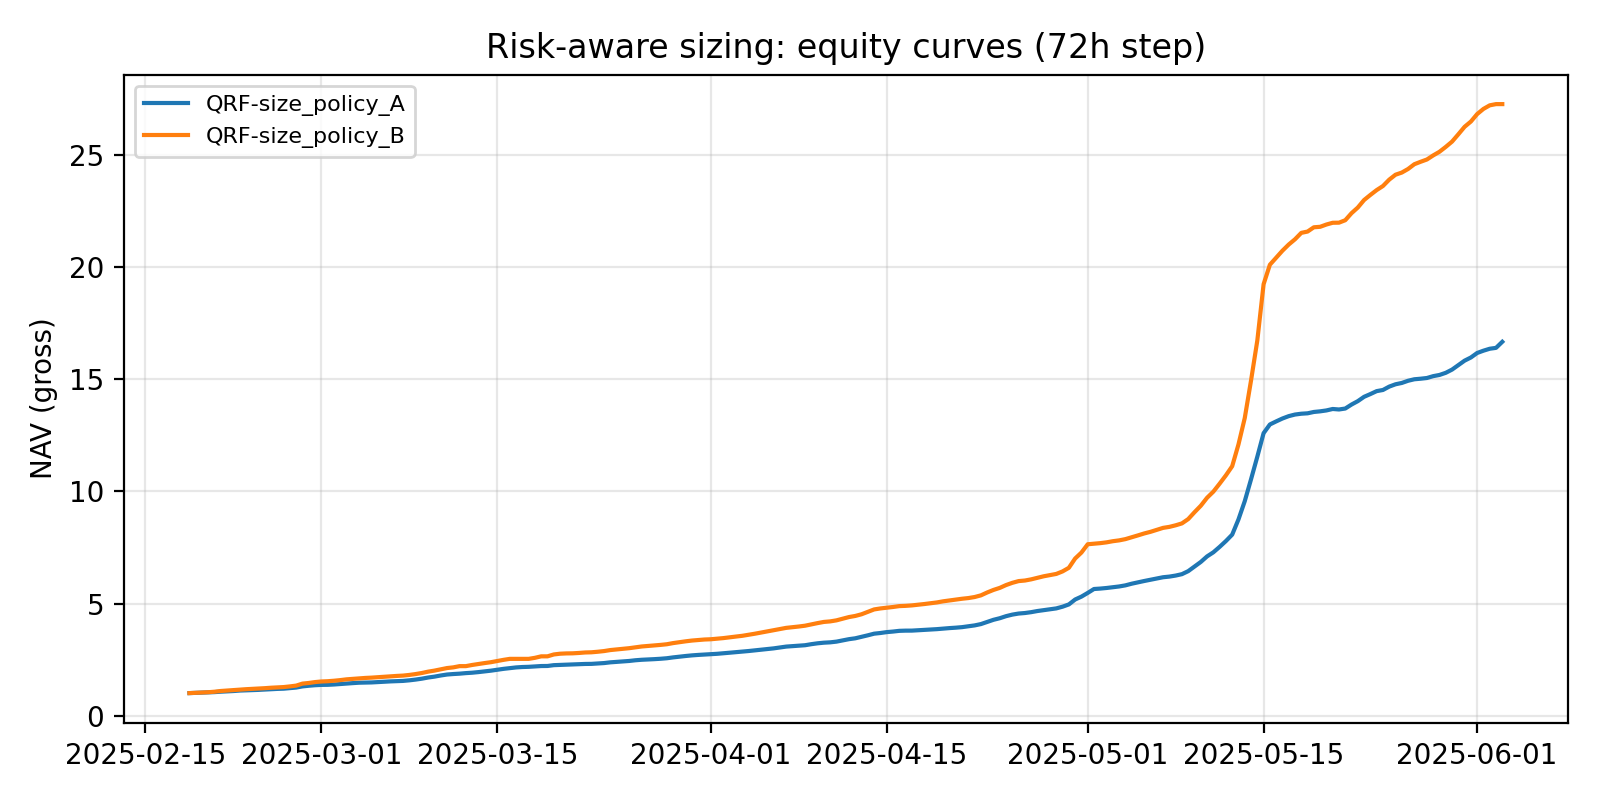 Risk-aware sizing: equity curves (72h step)
QRF-size_policy_A
QRF-size_policy_B
NAV (gross)
25
20
15
10
5
0
2025-02-15 2025-03-01 2025-03-15 2025-04-01 2025-04-15 2025-05-01 2025-05-15 2025-06-01